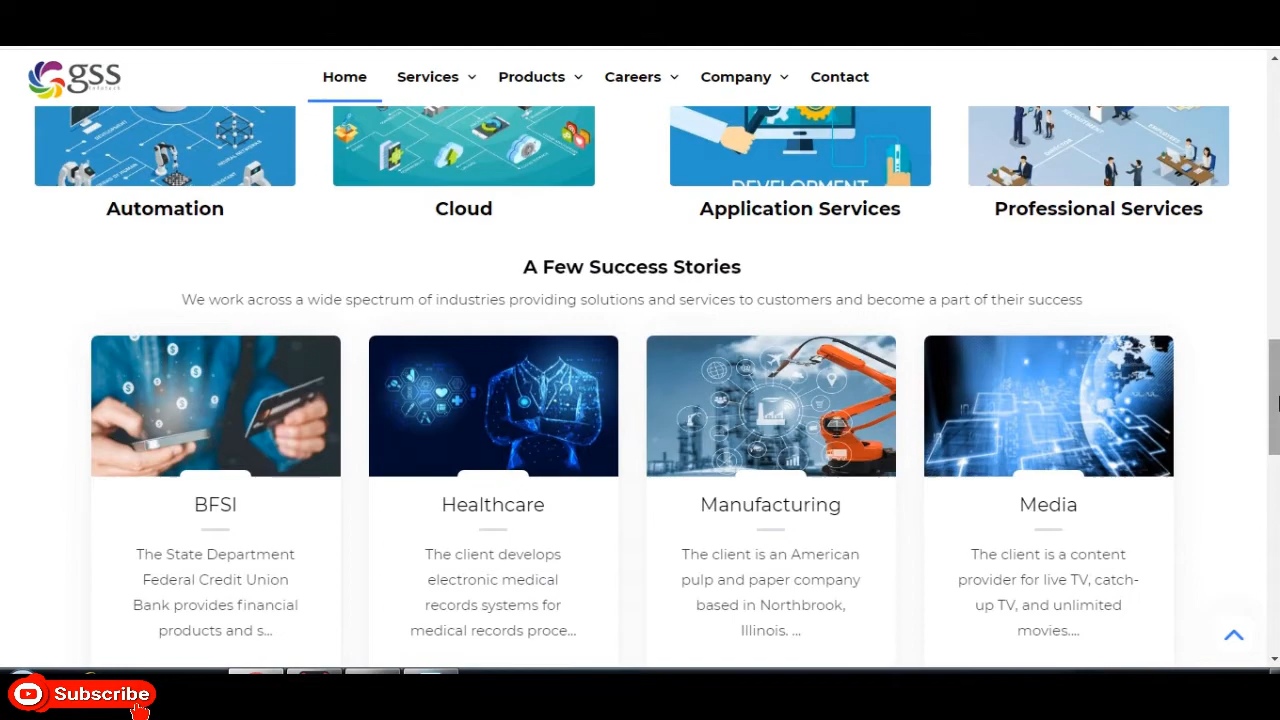 gss
infotech
Home Services Products Careers Company Contact
DEVELOPMENT
Automation Cloud Application Services Professional Services
A Few Success Stories
We work across a wide spectrum of industries providing solutions and services to customers and become a part of their success
BFSI
The State Department
Federal Credit Union
Bank provides financial
products and s...
Healthcare
The client develops
electronic medical
records systems for
medical records proce...
Manufacturing
The client is an American
pulp and paper company
based in Northbrook,
Illinois. ...
Media
The client is a content
provider for live TV, catch-
up TV, and unlimited
movies....
Subscribe